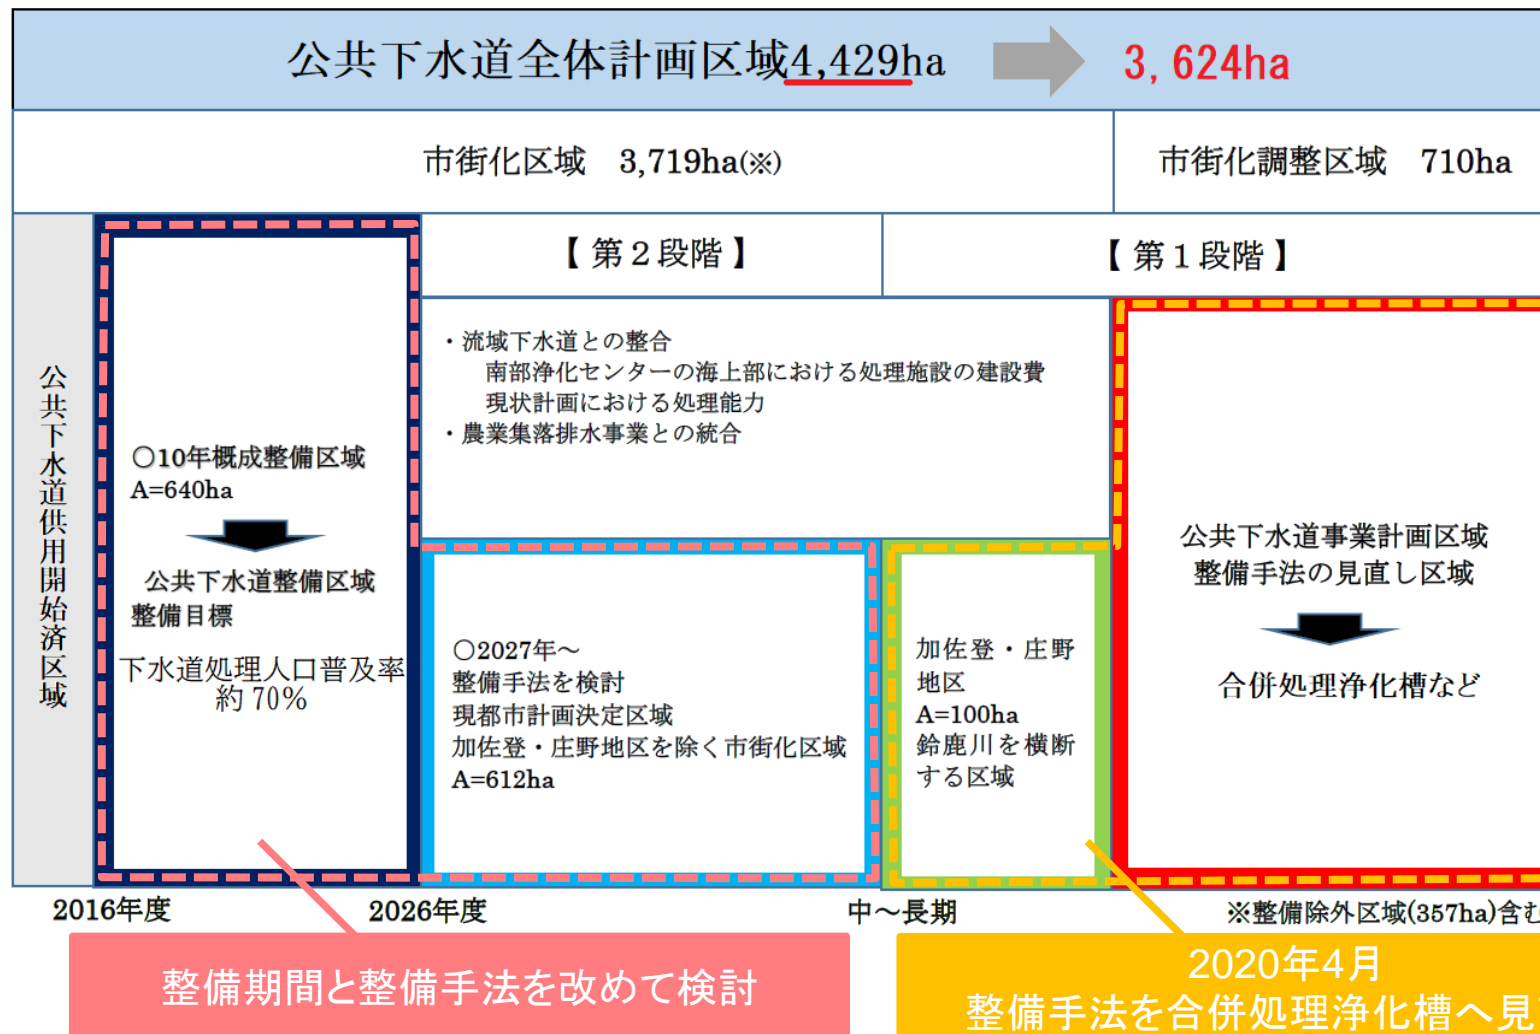 公共下水道全体計画区域4,429ha 3,624ha
市街化区域 3,719ha(※)
市街化調整区域 710ha
公共下水道供用開始済区域
【第2段階】
【第1段階】
・流域下水道との整合
南部浄化センターの海上部における処理施設の建設費
現状計画における処理能力
・農業集落排水事業との統合
○10年概成整備区域
A=640ha
公共下水道整備区域
整備目標
下水道処理人口普及率
約70%
○2027年~
整備手法を検討
現都市計画決定区域
加佐登・庄野地区を除く市街化区域
A=612ha
加佐登・庄野
地区
A=100ha
鈴鹿川を横断
する区域
公共下水道事業計画区域
整備手法の見直し区域
合併処理浄化槽など
2016年度
2026年度
中~長期
※整備除外区域(357ha)含む
整備期間と整備手法を改めて検討
2020年4月
整備手法を合併処理浄化槽へ見